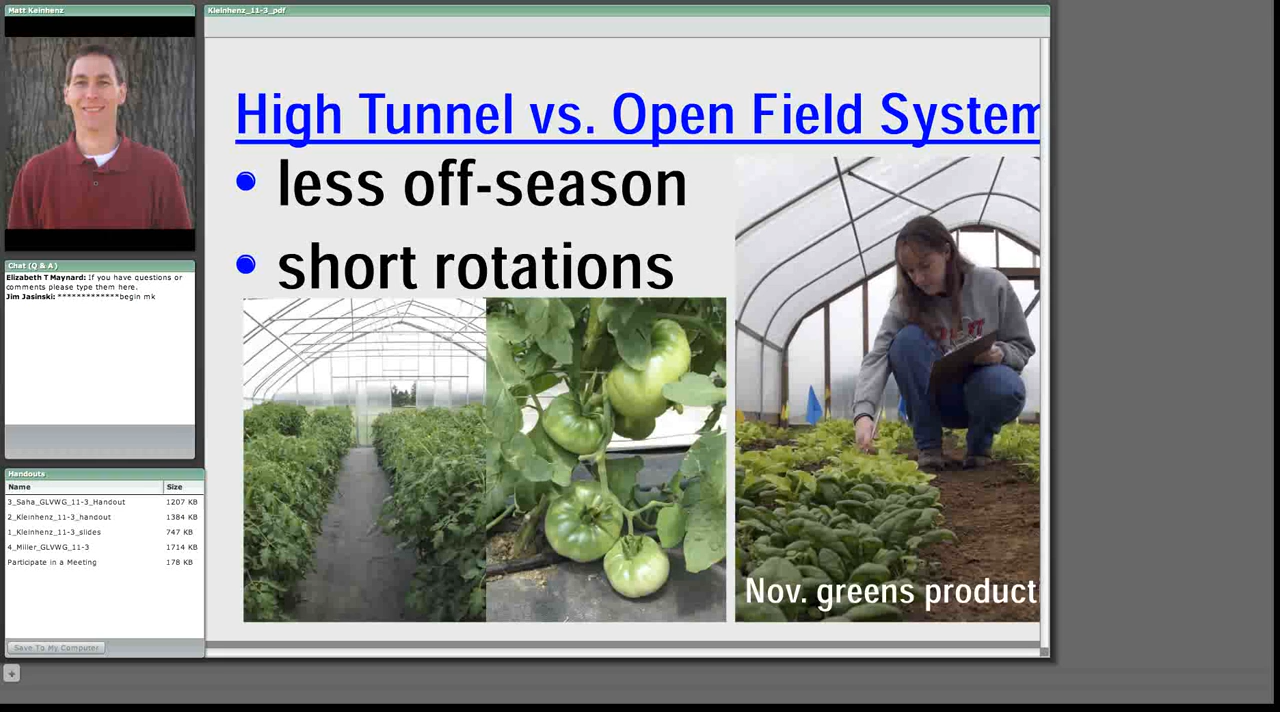 Matt Keinhenz
Kleinhenz_11-3_pdf
High Tunnel vs. Open Field System
less off-season
short rotations
Nov. greens product
Chat (Q & A)
Elizabeth T Maynard: If you have questions or
comments please type them here.
Jim Jasinski: *************begin mk
Handouts
Name Size
3_Saha_GLVWG_11-3_Handout 1207 KB
2_Kleinhenz_11-3_handout 1384 KB
1_Kleinhenz_11-3_slides 747 KB
4_Miller_GLVWG_11-3 1714 KB
Participate in a Meeting 178 KB
Save To My Computer